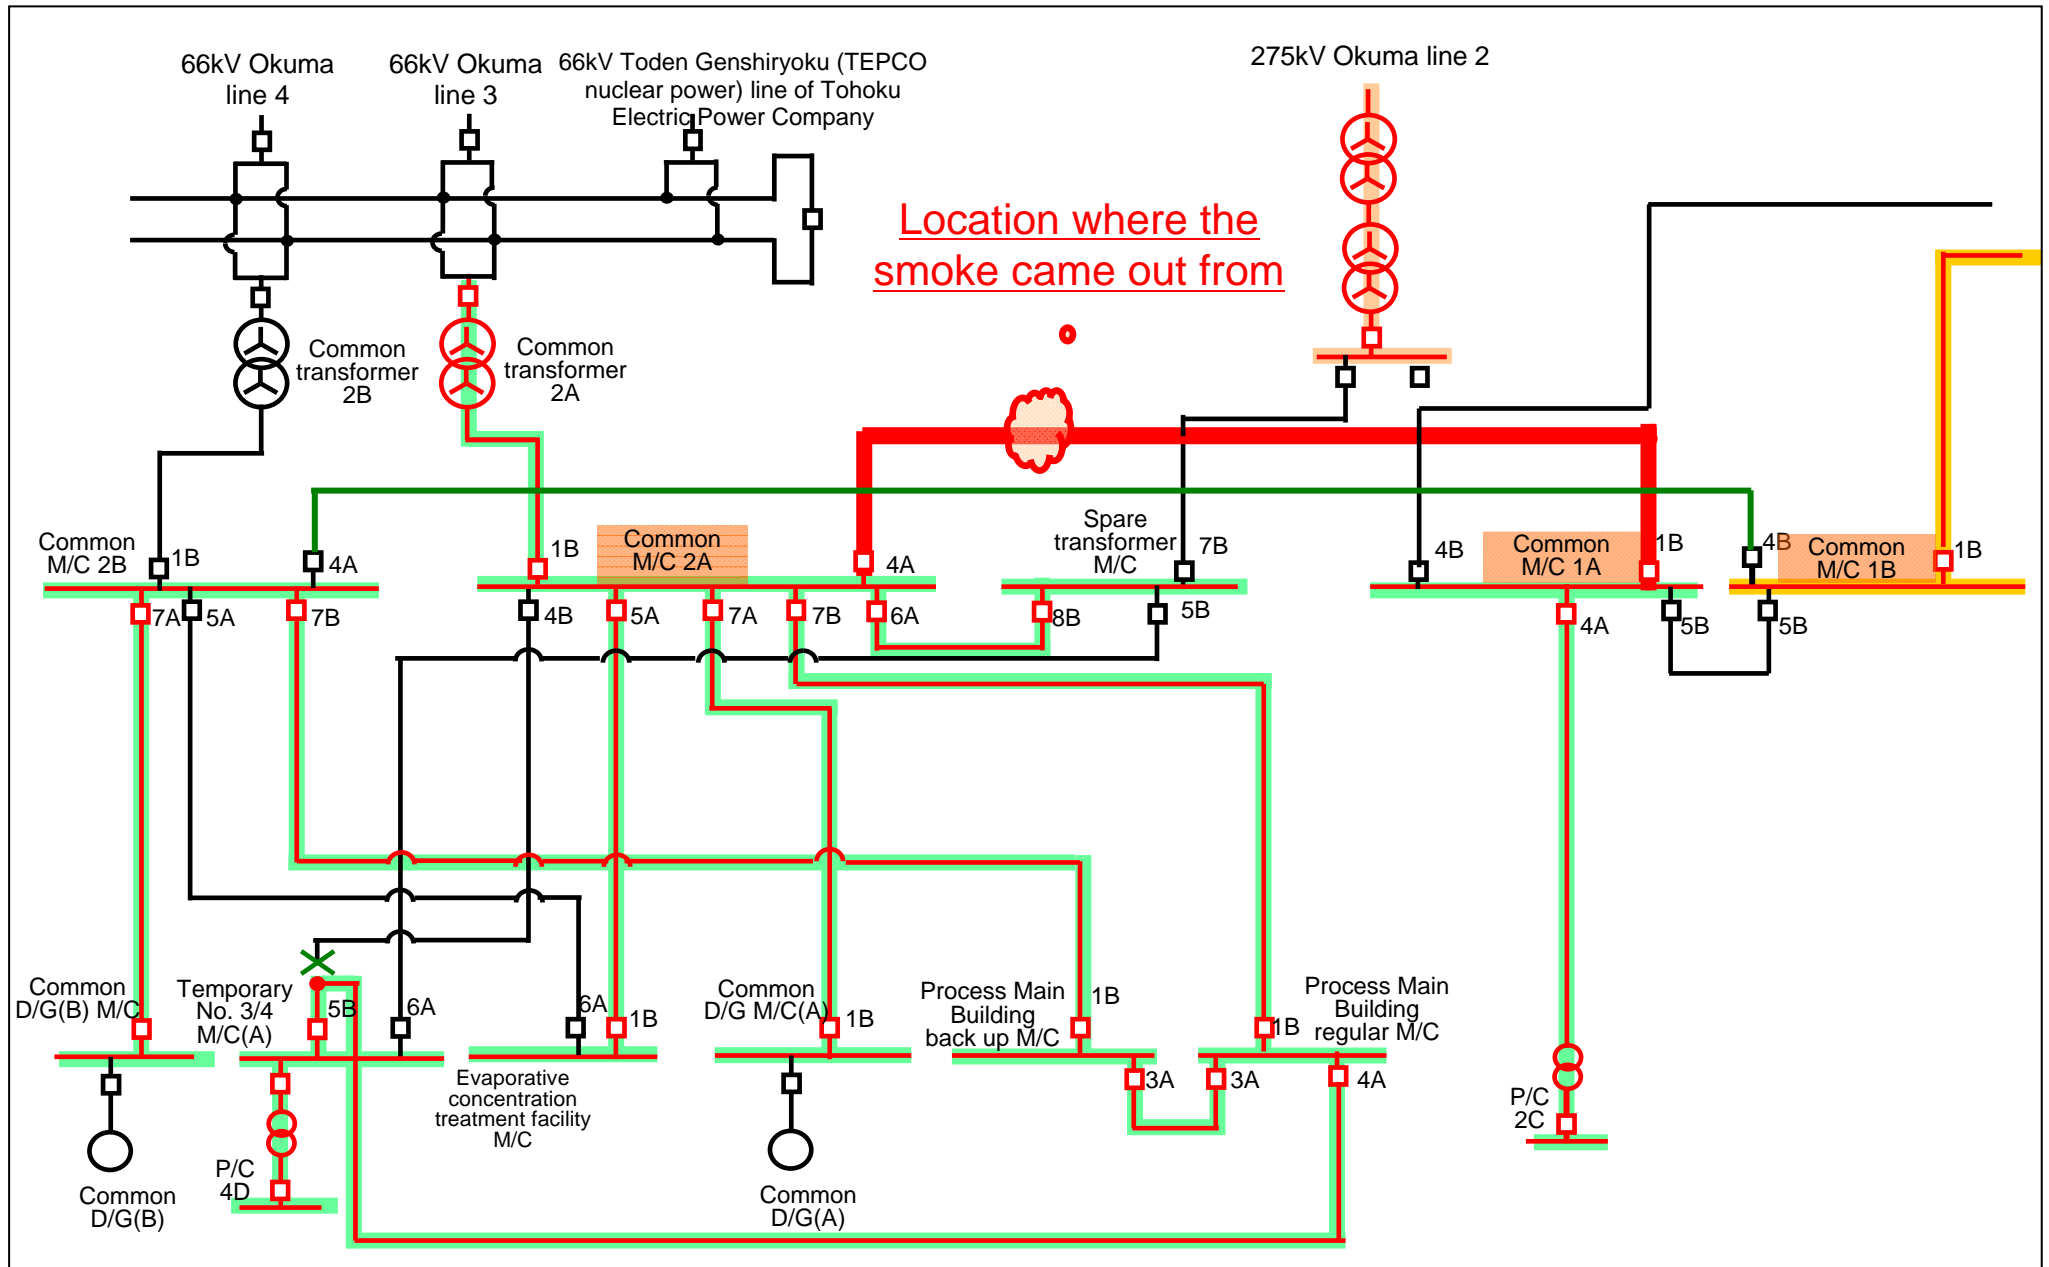 66kV Okuma
line 4
66kV Okuma
line 3
66kV Toden Genshiryoku (TEPCO
nuclear power) line of Tohoku
Electric Power Company
275kV Okuma line 2
Location where the
smoke came out from
Common
transformer
2B
Common
transformer
2A
Common
M/C 2B
1B
4A
7A
5A
7B
1B
Common
M/C 2A
4A
4B
5A
7A
7B
6A
Spare
transformer
M/C
7B
8B
5B
4B
Common
M/C 1A
1B
4A
5B
4B
Common
M/C 1B
1B
5B
Common
D/G(B) M/C
Temporary
No. 3/4
M/C(A)
5B
6A
6A
1B
Evaporative
concentration
treatment facility
M/C
Common
D/G M/C(A)
1B
Process Main
Building
back up M/C
1B
3A
3A
1B
Process Main
Building
regular M/C
4A
P/C
2C
P/C
4D
Common
D/G(B)
Common
D/G(A)